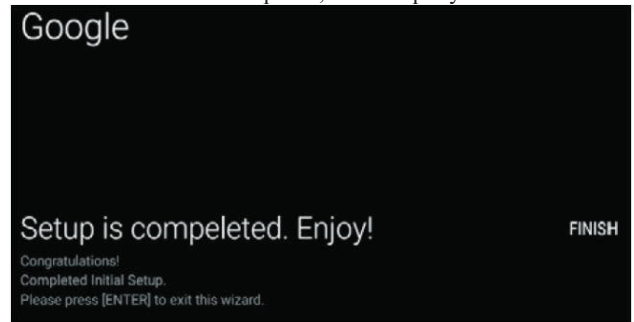 Google
Setup is compeleted. Enjoy!
FINISH
Congratulations!
Completed Initial Setup.
Please press [ENTER] to exit this wizard.